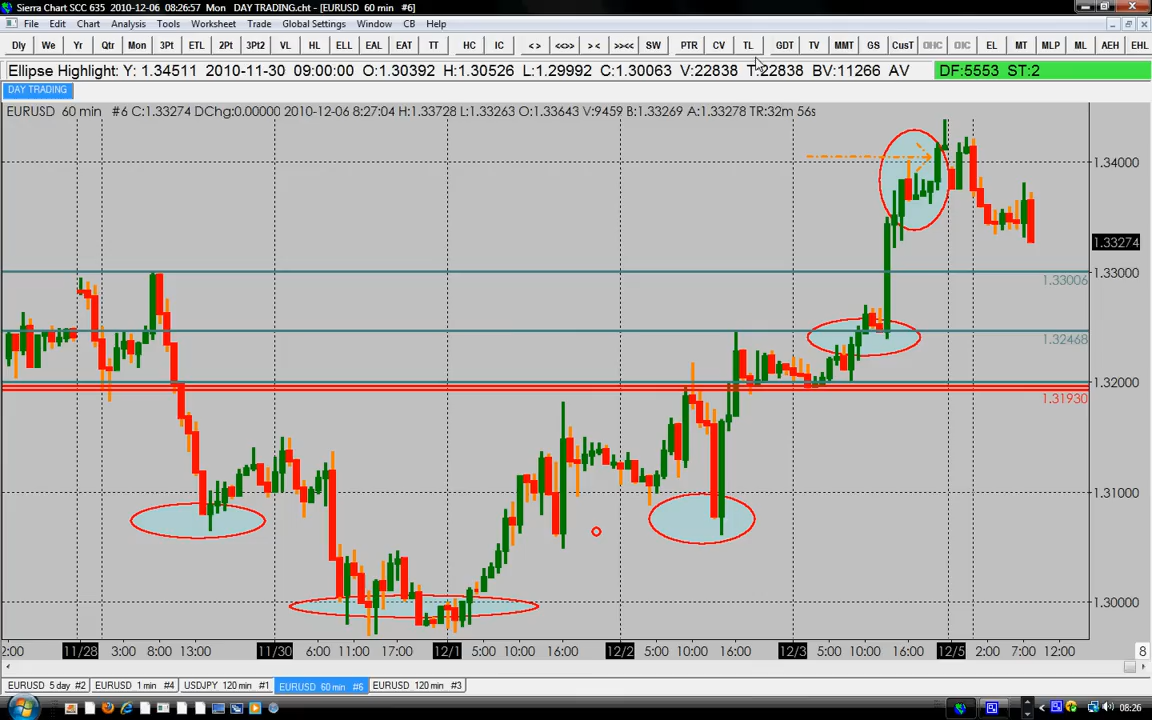 Sierra Chart SCC 635 2010-12-06 08:26:57 Mon DAY TRADING.cht : [EURUSD 60 min #6]
File Edit Chart Analysis Tools Worksheet Trade Global Settings Window CB Help
Dly We Yr Qtr Mon 3Pt ETL 2Pt 3Pt2 VL HL ELL EAL EAT TT HC IC < > <<>> > < >><< SW PTR CV TL GDT TV MMT GS CusT OHC OIC EL MT MLP ML AEH EHL
Ellipse Highlight: Y: 1.34511 2010-11-30 09:00:00 O:1.30392 H:1.30526 L:1.29992 C:1.30063 V:22838 T:22838 BV:11266 AV DF:5553 ST:2
DAY TRADING
EURUSD 60 min #6 C:1.33274 DChg:0.00000 2010-12-06 8:27:04 H:1.33728 L:1.33263 O:1.33643 V:9459 B:1.33269 A:1.33278 TR:32m 56s
1.34000
1.33274
1.33000
1.33006
1.32468
1.32000
1.31930
1.31000
1.30000
2:00 11/28 3:00 8:00 13:00 11/30 6:00 11:00 17:00 12/1 5:00 10:00 16:00 12/2 5:00 10:00 16:00 12/3 5:00 10:00 16:00 12/5 2:00 7:00 12:00 8
EURUSD 5 day #2 EURUSD 1 min #4 USDJPY 120 min #1 EURUSD 60 min #6 EURUSD 120 min #3
08:26